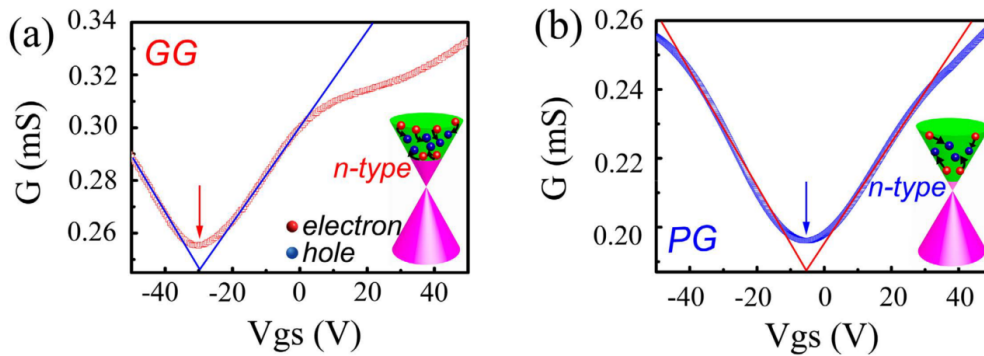 (a)
GG
G (mS)
0.34
0.32
0.30
0.28
0.26
n-type
electron
hole
-40 -20 0 20 40
Vgs (V)
(b)
PG
G (mS)
0.26
0.24
0.22
0.20
n-type
-40 -20 0 20 40
Vgs (V)